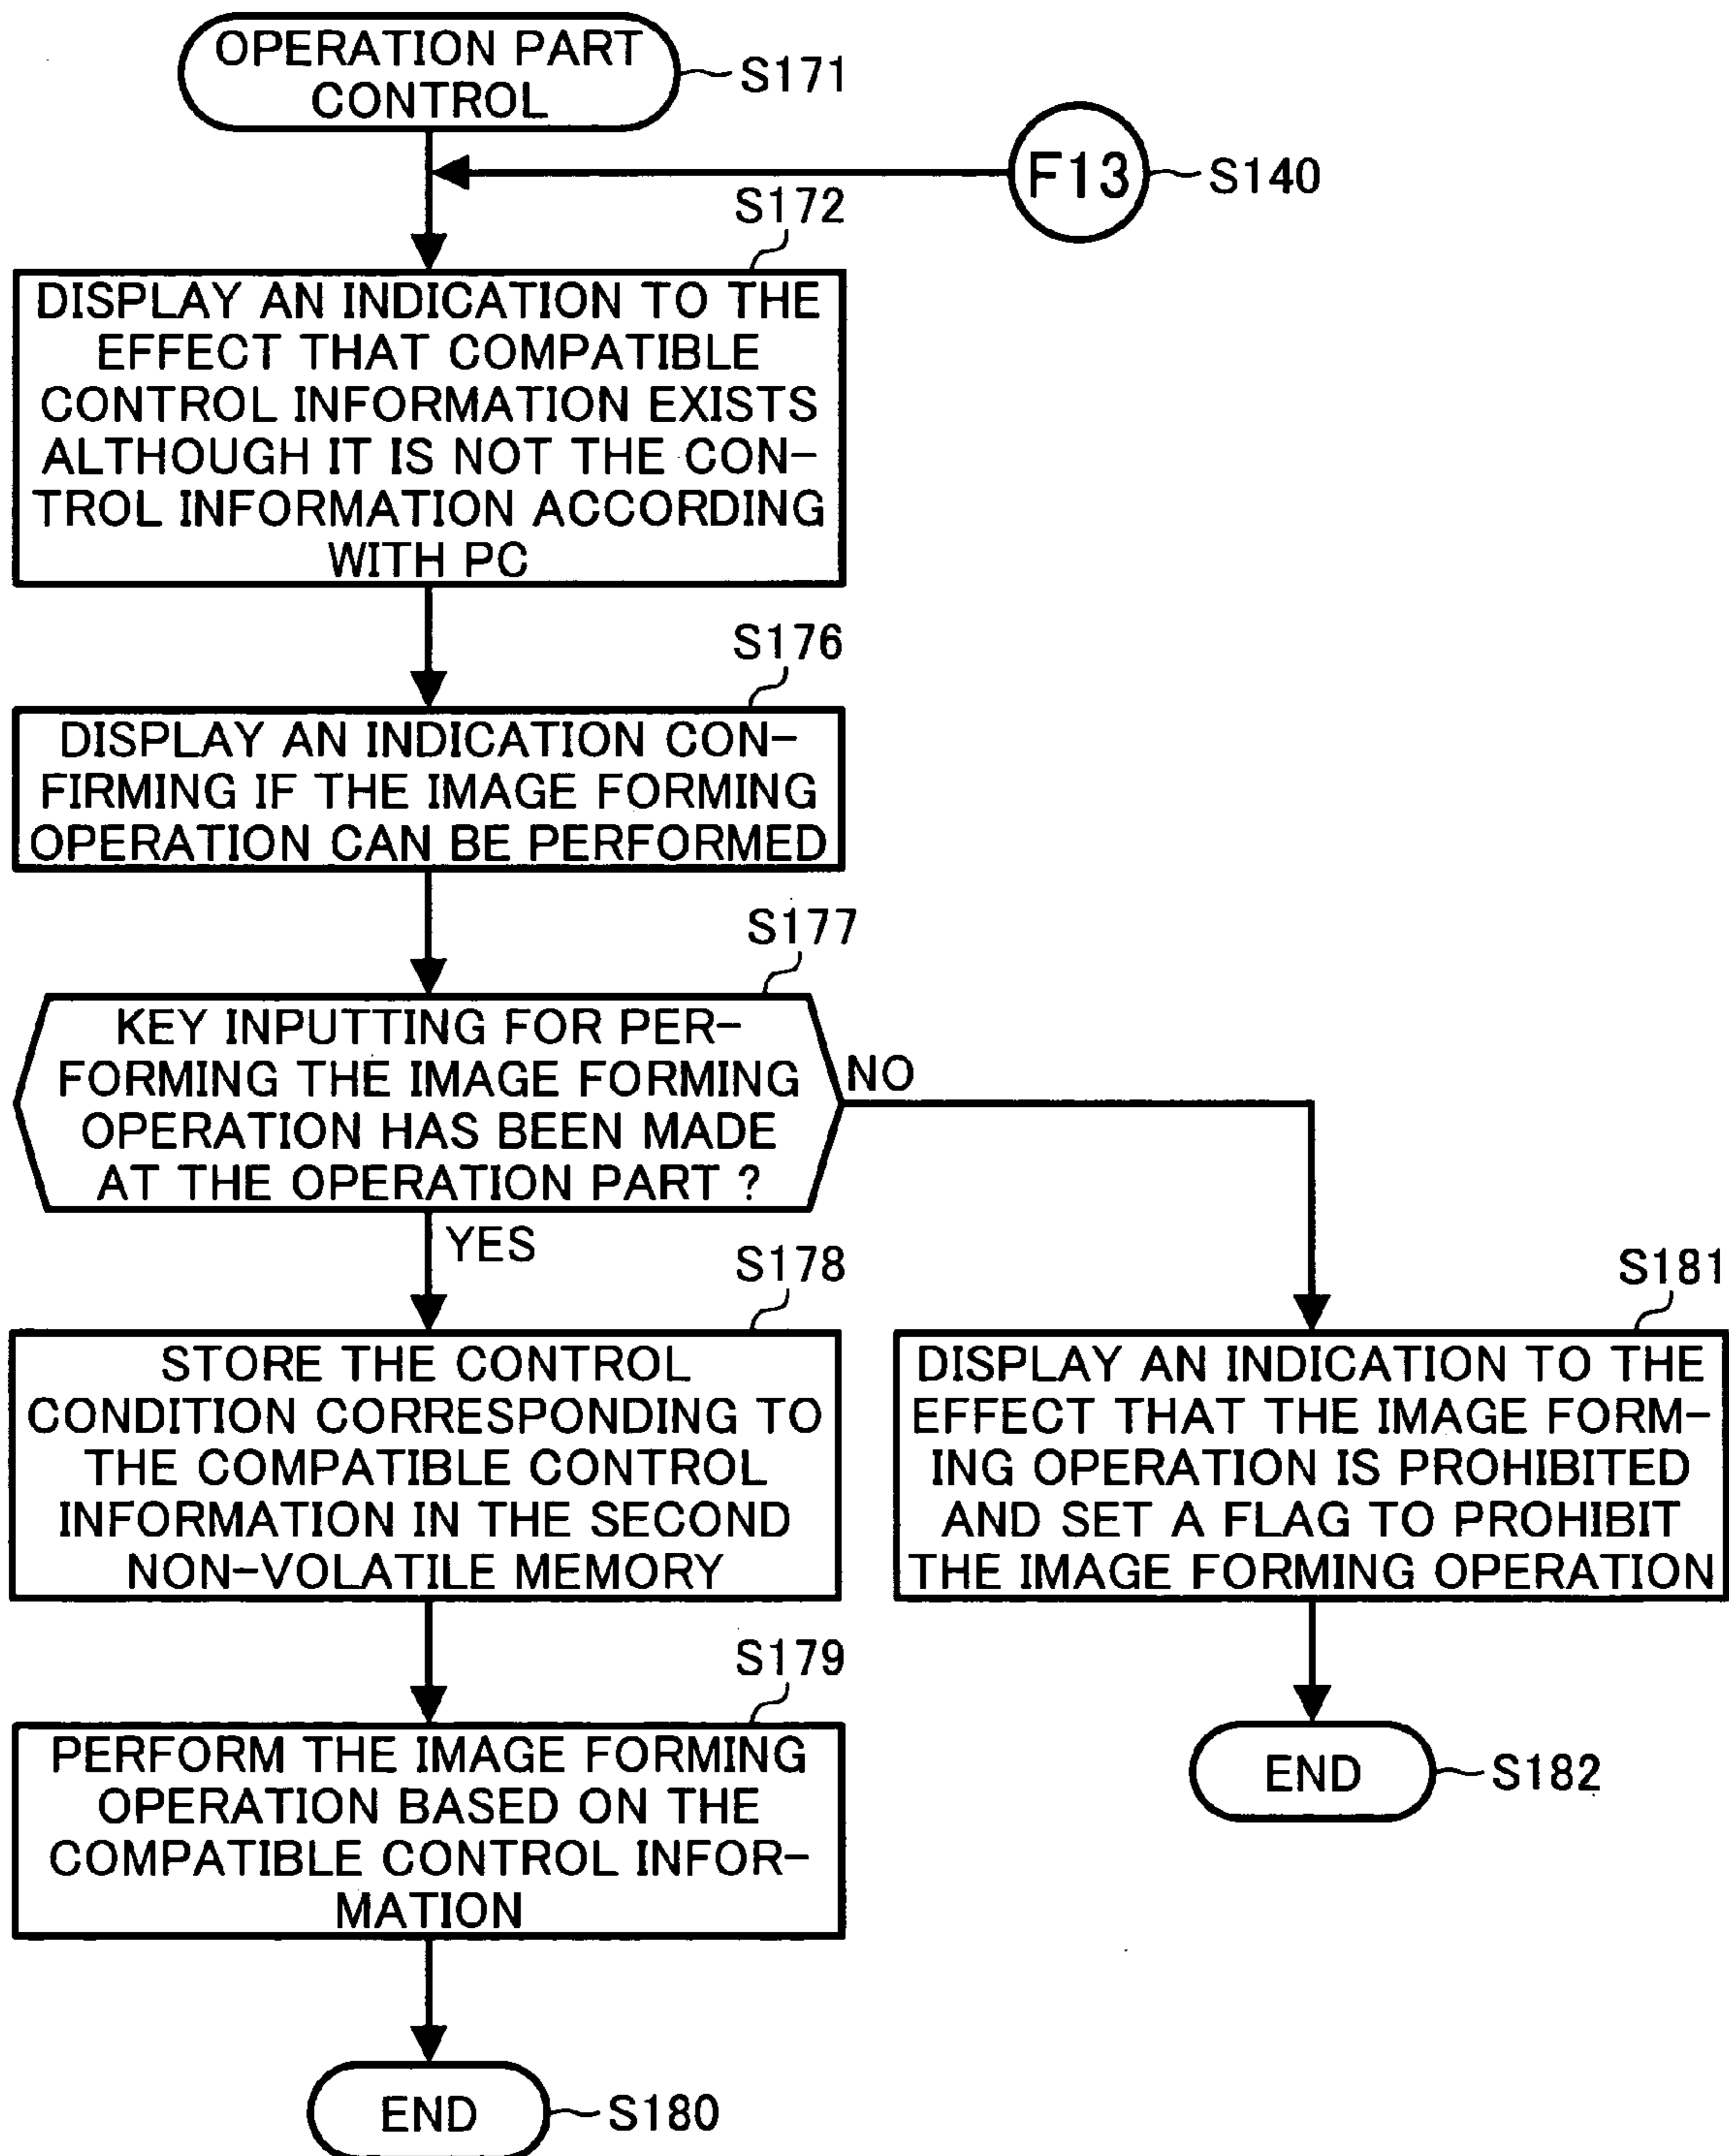 OPERATION PART
CONTROL
S171
F13
S140
S172
DISPLAY AN INDICATION TO THE
EFFECT THAT COMPATIBLE
CONTROL INFORMATION EXISTS
ALTHOUGH IT IS NOT THE CON-
TROL INFORMATION ACCORDING
WITH PC
S176
DISPLAY AN INDICATION CON-
FIRMING IF THE IMAGE FORMING
OPERATION CAN BE PERFORMED
S177
KEY INPUTTING FOR PER-
FORMING THE IMAGE FORMING
OPERATION HAS BEEN MADE
AT THE OPERATION PART ?
NO
YES
S178
STORE THE CONTROL
CONDITION CORRESPONDING TO
THE COMPATIBLE CONTROL
INFORMATION IN THE SECOND
NON-VOLATILE MEMORY
S181
DISPLAY AN INDICATION TO THE
EFFECT THAT THE IMAGE FORM-
ING OPERATION IS PROHIBITED
AND SET A FLAG TO PROHIBIT
THE IMAGE FORMING OPERATION
S179
PERFORM THE IMAGE FORMING
OPERATION BASED ON THE
COMPATIBLE CONTROL INFOR-
MATION
END
S182
END
S180